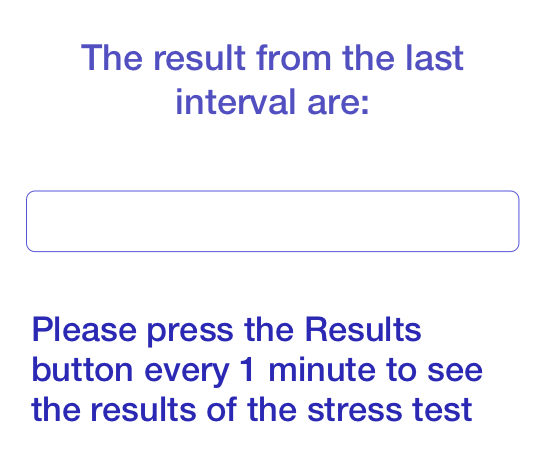 The result from the last
interval are:
Please press the Results
button every 1 minute to see
the results of the stress test